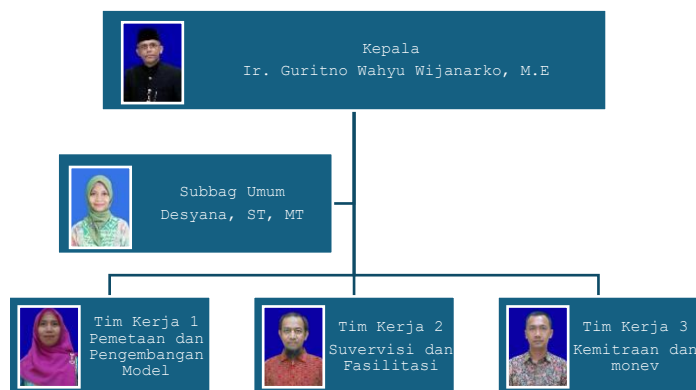 Kepala
Ir. Guritno Wahyu Wijanarko, M.E
Subbag Umum
Desyana, ST, MT
Tim Kerja 1
Pemetaan dan
Pengembangan
Model
Tim Kerja 2
Suvervisi dan
Fasilitasi
Tim Kerja 3
Kemitraan dan
monev